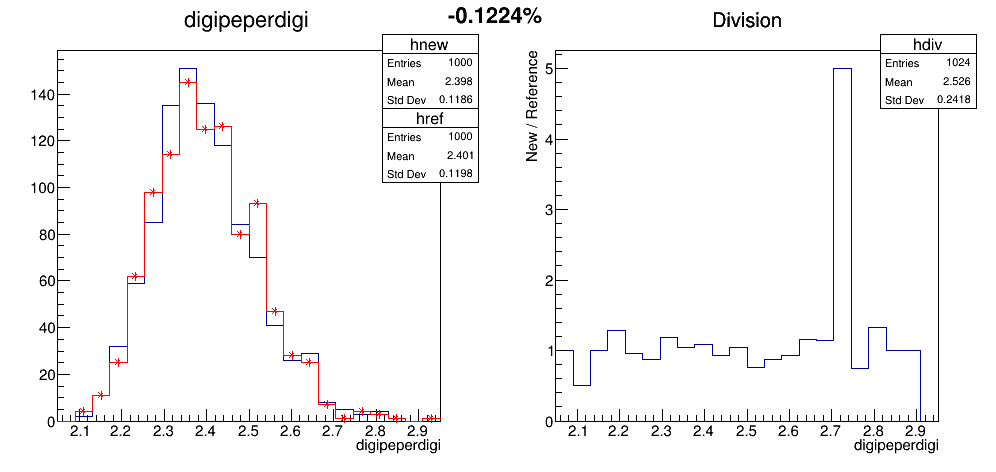 -0.1224%
digipeperdigi
hnew
Entries 1000
Mean 2.398
Std Dev 0.1186
href
Entries 1000
Mean 2.401
Std Dev 0.1198
140
120
100
80
60
40
20
0
2.1 2.2 2.3 2.4 2.5 2.6 2.7 2.8 2.9
digipeperdigi
Division
hdiv
Entries 1024
Mean 2.526
Std Dev 0.2418
New / Reference
5
4
3
2
1
0
2.1 2.2 2.3 2.4 2.5 2.6 2.7 2.8 2.9
digipeperdigi